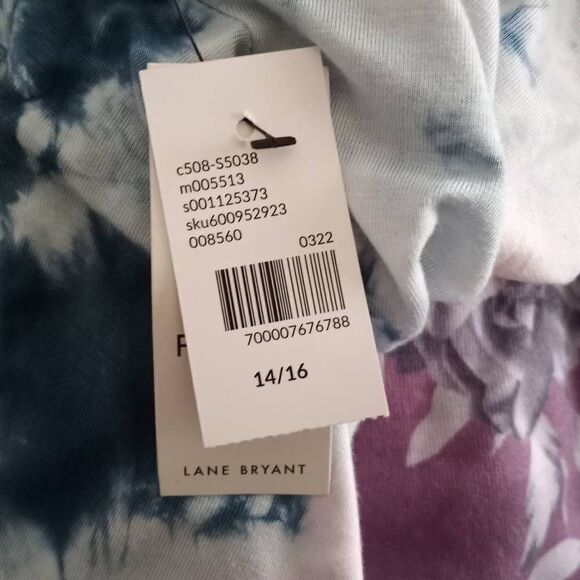 c508-S5038
m005513
s001125373
sku600952923
008560
0322
700007676788
14/16
LANE BRYANT